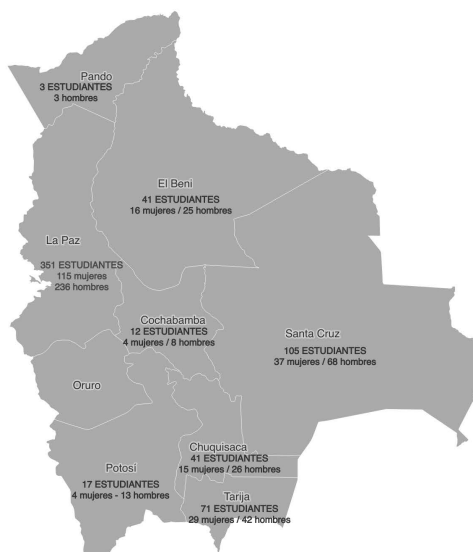 Pando
3 ESTUDIANTES
3 hombres
El Beni
41 ESTUDIANTES
16 mujeres / 25 hombres
La Paz
351 ESTUDIANTES
115 mujeres
236 hombres
Cochabamba
12 ESTUDIANTES
4 mujeres / 8 hombres
Santa Cruz
105 ESTUDIANTES
37 mujeres / 68 hombres
Oruro
Chuquisaca
41 ESTUDIANTES
15 mujeres / 26 hombres
Potosi
17 ESTUDIANTES
4 mujeres - 13 hombres
Tarija
71 ESTUDIANTES
29 mujeres / 42 hombres